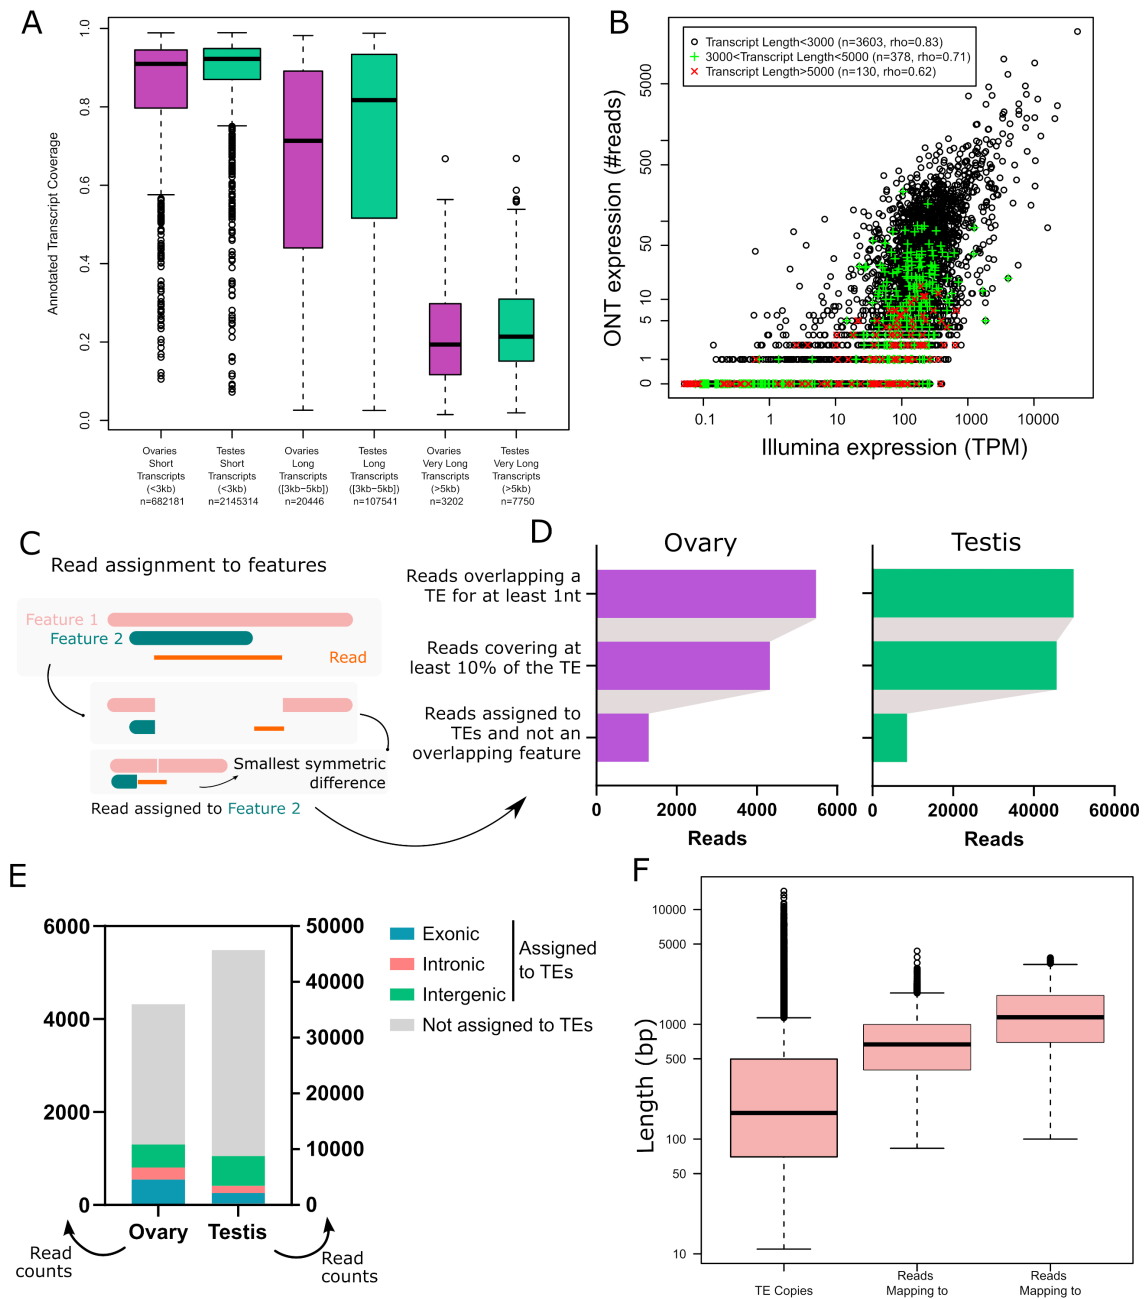 A
Annotated Transcript Coverage
1.0
0.8
0.6
0.4
0.2
0.0
Ovaries
Short
Transcripts
(<3kb)
n=682181
Testes
Short
Transcripts
(<3kb)
n=2145314
Ovaries
Long
Transcripts
([3kb−5kb])
n=20446
Testes
Long
Transcripts
([3kb−5kb])
n=107541
Ovaries
Very Long
Transcripts
(>5kb)
n=3202
Testes
Very Long
Transcripts
(>5kb)
n=7750
B
Transcript Length<3000 (n=3603, rho=0.83)
3000<Transcript Length<5000 (n=378, rho=0.71)
Transcript Length>5000 (n=130, rho=0.62)
ONT expression (#reads)
5000
500
50
10
5
1
0
0.1
1
10
100
1000
10000
Illumina expression (TPM)
C
Read assignment to features
Feature 1
Feature 2
Read
Smallest symmetric
difference
Read assigned to Feature 2
D
Ovary
Testis
Reads overlapping a
TE for at least 1nt
Reads covering at
least 10% of the TE
Reads assigned to
TEs and not an
overlapping feature
0
2000
4000
6000
Reads
0
20000
40000
60000
Reads
E
6000
4000
2000
0
50000
40000
30000
20000
10000
0
Ovary
Testis
Read
counts
Read
counts
Exonic
Intronic
Intergenic
Not assigned to TEs
Assigned
to TEs
F
Length (bp)
10000
5000
1000
500
100
50
10
TE Copies
Reads
Mapping to
Reads
Mapping to